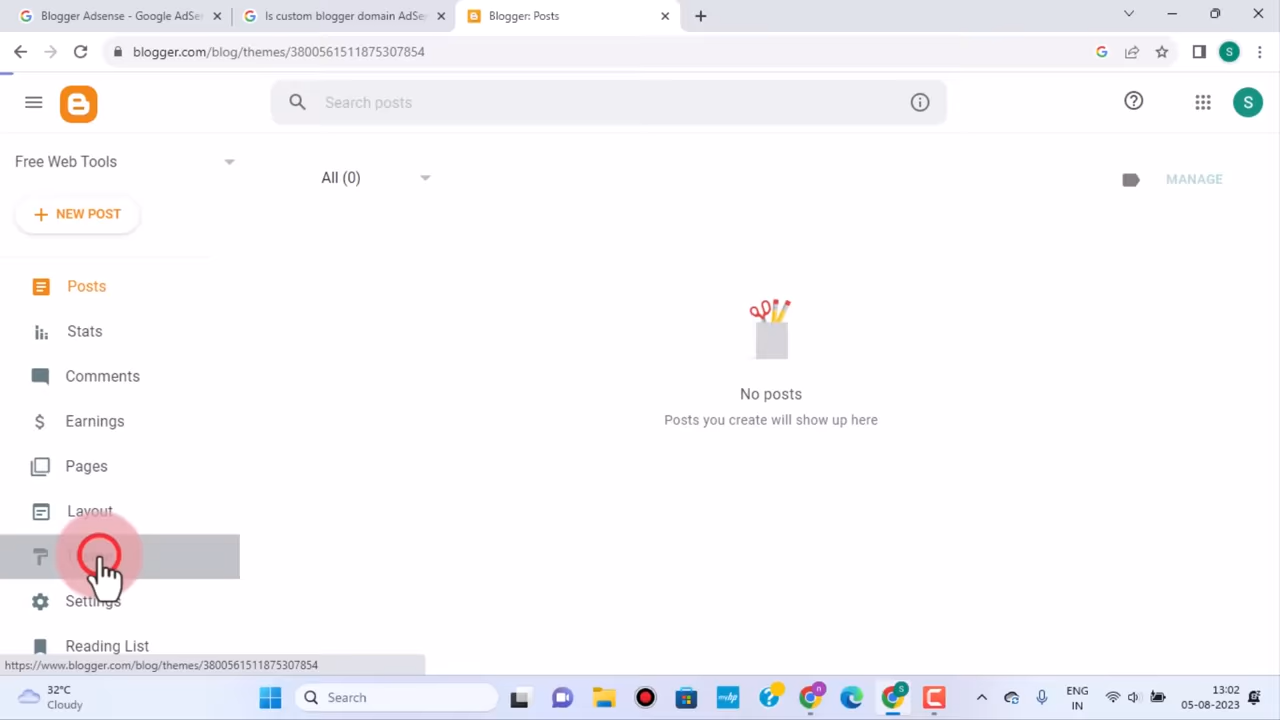 Blogger Adsense - Google AdSe
Is custom blogger domain AdSe
Blogger: Posts
blogger.com/blog/themes/3800561511875307854
S
Search posts
S
Free Web Tools
All (0)
MANAGE
NEW POST
Posts
Stats
Comments
Earnings
No posts
Posts you create will show up here
Pages
Layout
Settings
Reading List
https://www.blogger.com/blog/themes/3800561511875307854
32°C
Cloudy
Search
myhp
n
S
ENG
IN
13:02
05-08-2023